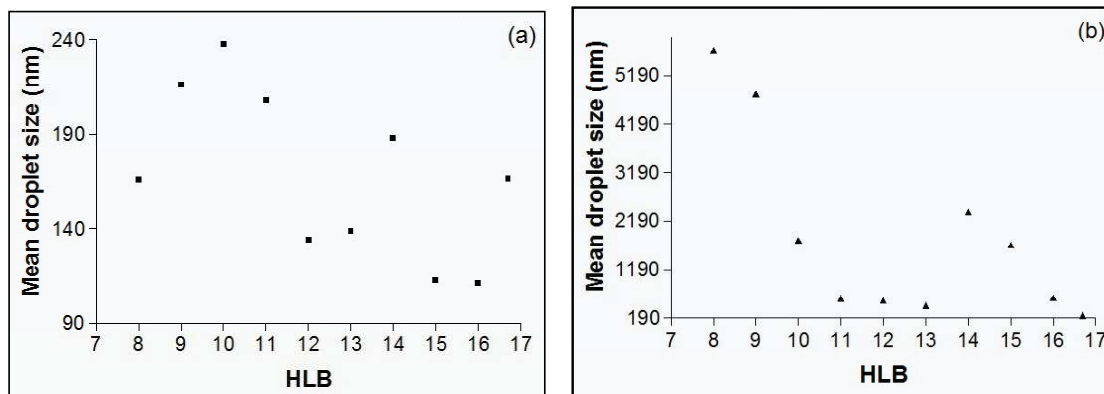 (a)
Mean droplet size (nm)
240
190
140
90
7 8 9 10 11 12 13 14 15 16 17
HLB
(b)
Mean droplet size (nm)
5190
4190
3190
2190
1190
190
7 8 9 10 11 12 13 14 15 16 17
HLB